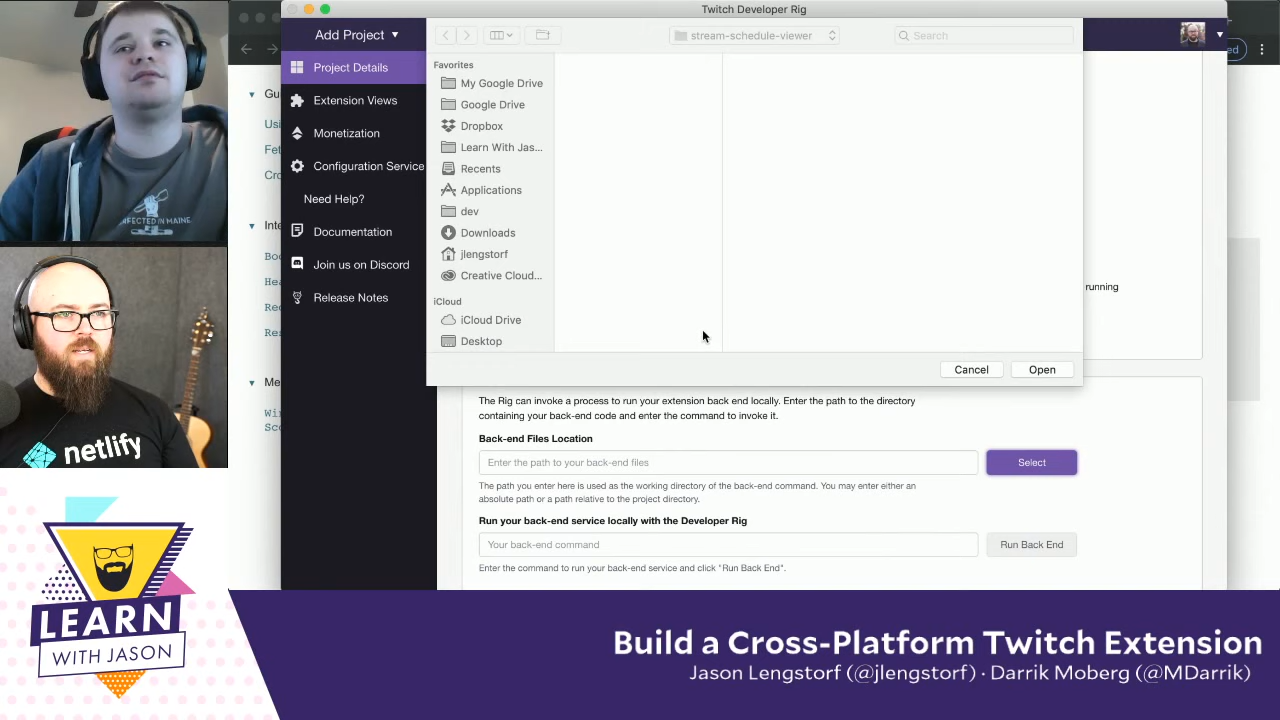 Twitch Developer Rig
Add Project
stream-schedule-viewer
Search
Project Details
Extension Views
Monetization
Configuration Service
Need Help?
Documentation
Join us on Discord
Release Notes
Favorites
My Google Drive
Google Drive
Dropbox
Learn With Jas...
Recents
Applications
dev
Downloads
jlengstorf
Creative Cloud...
iCloud
iCloud Drive
Desktop
Cancel
Open
running
The Rig can invoke a process to run your extension back end locally. Enter the path to the directory
containing your back-end code and enter the command to invoke it.
Back-end Files Location
Enter the path to your back-end files
Select
The path you enter here is used as the working directory of the back-end command. You may enter either an
absolute path or a path relative to the project directory.
Run your back-end service locally with the Developer Rig
Your back-end command
Run Back End
Enter the command to run your back-end service and click "Run Back End".
netlify
LEARN
WITH JASON
Build a Cross-Platform Twitch Extension
Jason Lengstorf (@jlengstorf) · Darrik Moberg (@MDarrik)